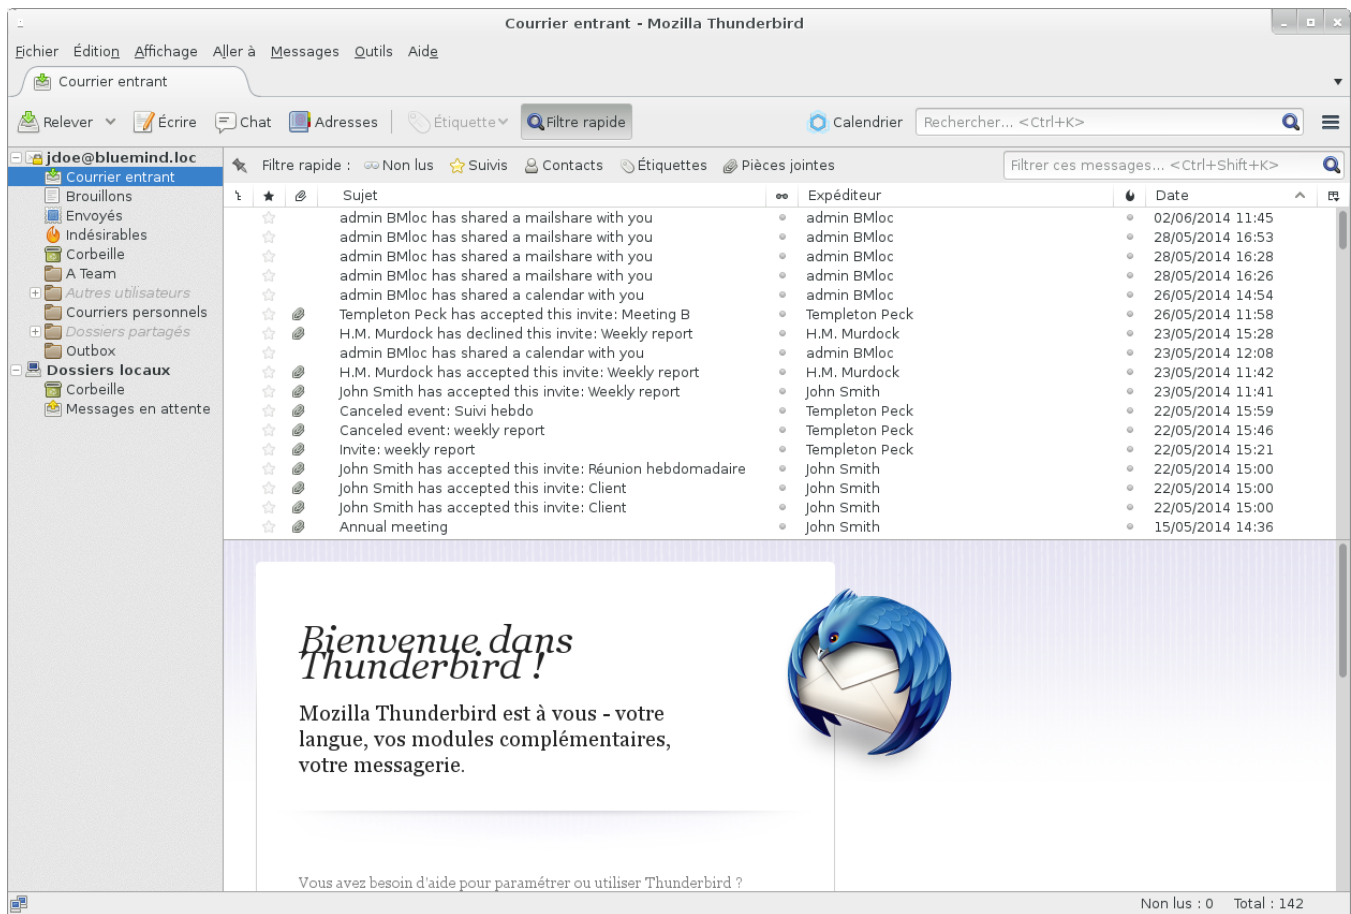 Courrier entrant - Mozilla Thunderbird
Fichier Édition Affichage Aller à Messages Outils Aide
Courrier entrant
Relever Écrire Chat Adresses Étiquette Filtre rapide Calendrier Rechercher... <Ctrl+K>
jdoe@bluemind.loc
Courrier entrant
Brouillons
Envoyés
Indésirables
Corbeille
A Team
Autres utilisateurs
Courriers personnels
Dossiers partagés
Outbox
Dossiers locaux
Corbeille
Messages en attente
Filtre rapide : Non lus Suivis Contacts Étiquettes Pièces jointes Filtrer ces messages... <Ctrl+Shift+K>
Sujet Expéditeur Date
admin BMloc has shared a mailshare with you admin BMloc 02/06/2014 11:45
admin BMloc has shared a mailshare with you admin BMloc 28/05/2014 16:53
admin BMloc has shared a mailshare with you admin BMloc 28/05/2014 16:28
admin BMloc has shared a mailshare with you admin BMloc 28/05/2014 16:26
admin BMloc has shared a calendar with you admin BMloc 26/05/2014 14:54
Templeton Peck has accepted this invite: Meeting B Templeton Peck 26/05/2014 11:58
H.M. Murdock has declined this invite: Weekly report H.M. Murdock 23/05/2014 15:28
admin BMloc has shared a calendar with you admin BMloc 23/05/2014 12:08
H.M. Murdock has accepted this invite: Weekly report H.M. Murdock 23/05/2014 11:42
John Smith has accepted this invite: Weekly report John Smith 23/05/2014 11:41
Canceled event: Suivi hebdo Templeton Peck 22/05/2014 15:59
Canceled event: weekly report Templeton Peck 22/05/2014 15:46
Invite: weekly report Templeton Peck 22/05/2014 15:21
John Smith has accepted this invite: Réunion hebdomadaire John Smith 22/05/2014 15:00
John Smith has accepted this invite: Client John Smith 22/05/2014 15:00
John Smith has accepted this invite: Client John Smith 22/05/2014 15:00
Annual meeting John Smith 15/05/2014 14:36
Bienvenue dans
Thunderbird !
Mozilla Thunderbird est à vous - votre
langue, vos modules complémentaires,
votre messagerie.
Vous avez besoin d'aide pour paramétrer ou utiliser Thunderbird ?
Non lus : 0 Total : 142